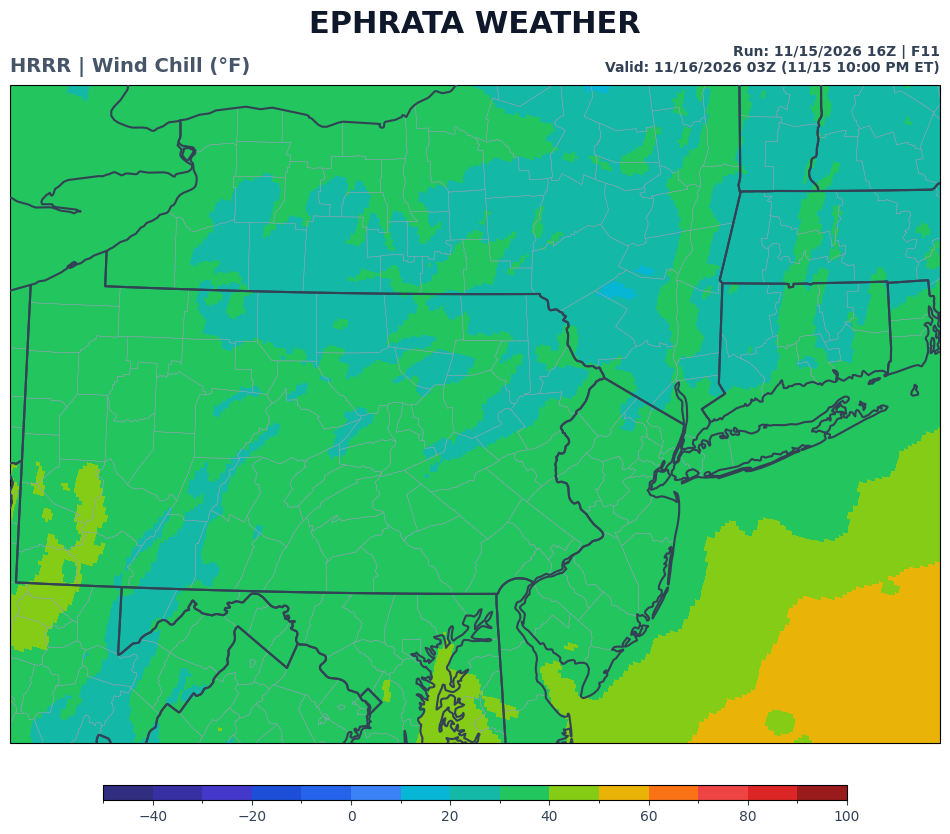 EPHRATA WEATHER
HRRR | Wind Chill (°F)
Run: 11/15/2026 16Z | F11
Valid: 11/16/2026 03Z (11/15 10:00 PM ET)
−40 −20 0 20 40 60 80 100